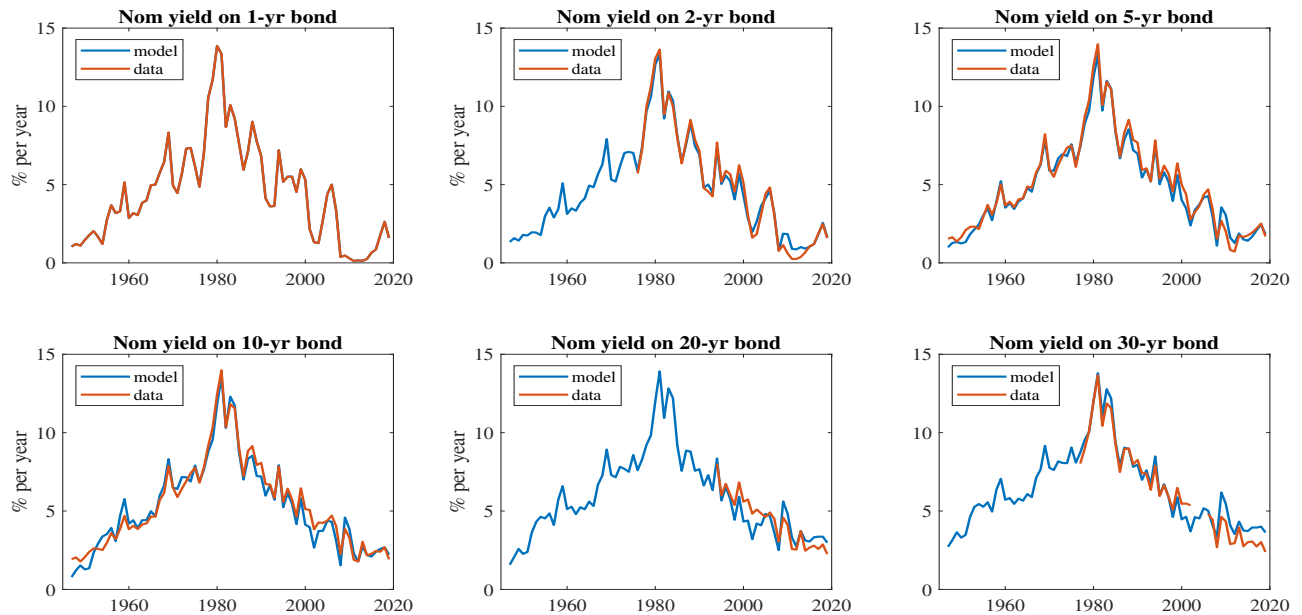 Nom yield on 1-yr bond
15
10
5
0
% per year
model
data
1960
1980
2000
2020
Nom yield on 2-yr bond
15
10
5
0
model
data
1960
1980
2000
2020
Nom yield on 5-yr bond
15
10
5
0
% per year
model
data
1960
1980
2000
2020
Nom yield on 10-yr bond
15
10
5
0
% per year
model
data
1960
1980
2000
2020
Nom yield on 20-yr bond
15
10
5
0
% per year
model
data
1960
1980
2000
2020
Nom yield on 30-yr bond
15
10
5
0
model
data
1960
1980
2000
2020